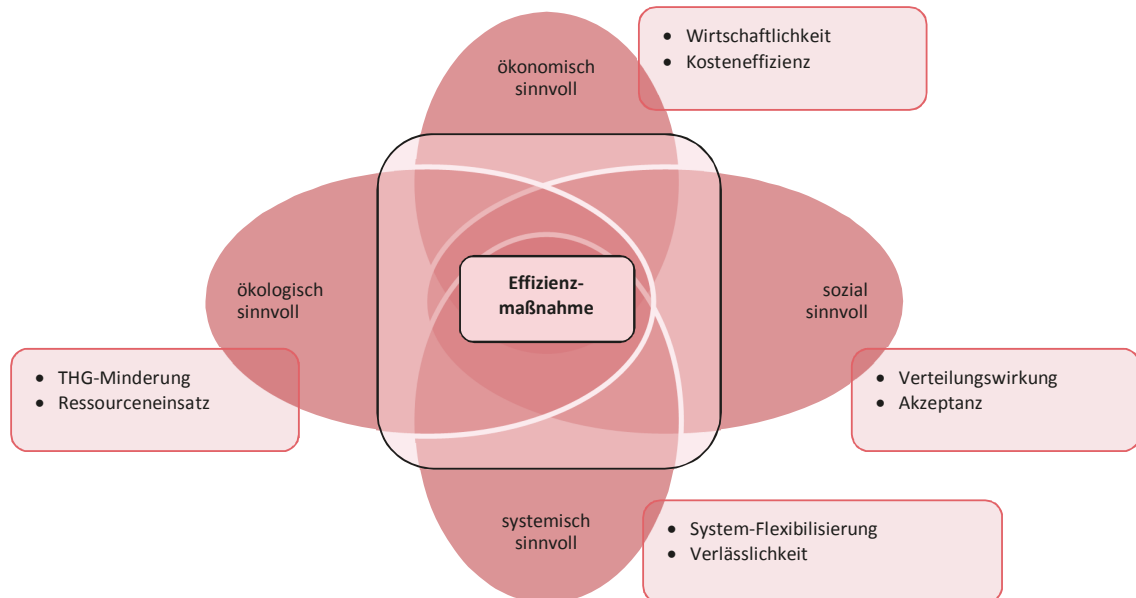 ökonomisch
sinnvoll
• Wirtschaftlichkeit
• Kosteneffizienz
ökologisch
sinnvoll
Effizienz-
maßnahme
sozial
sinnvoll
• THG-Minderung
• Ressourceneinsatz
• Verteilungswirkung
• Akzeptanz
systemisch
sinnvoll
• System-Flexibilisierung
• Verlässlichkeit